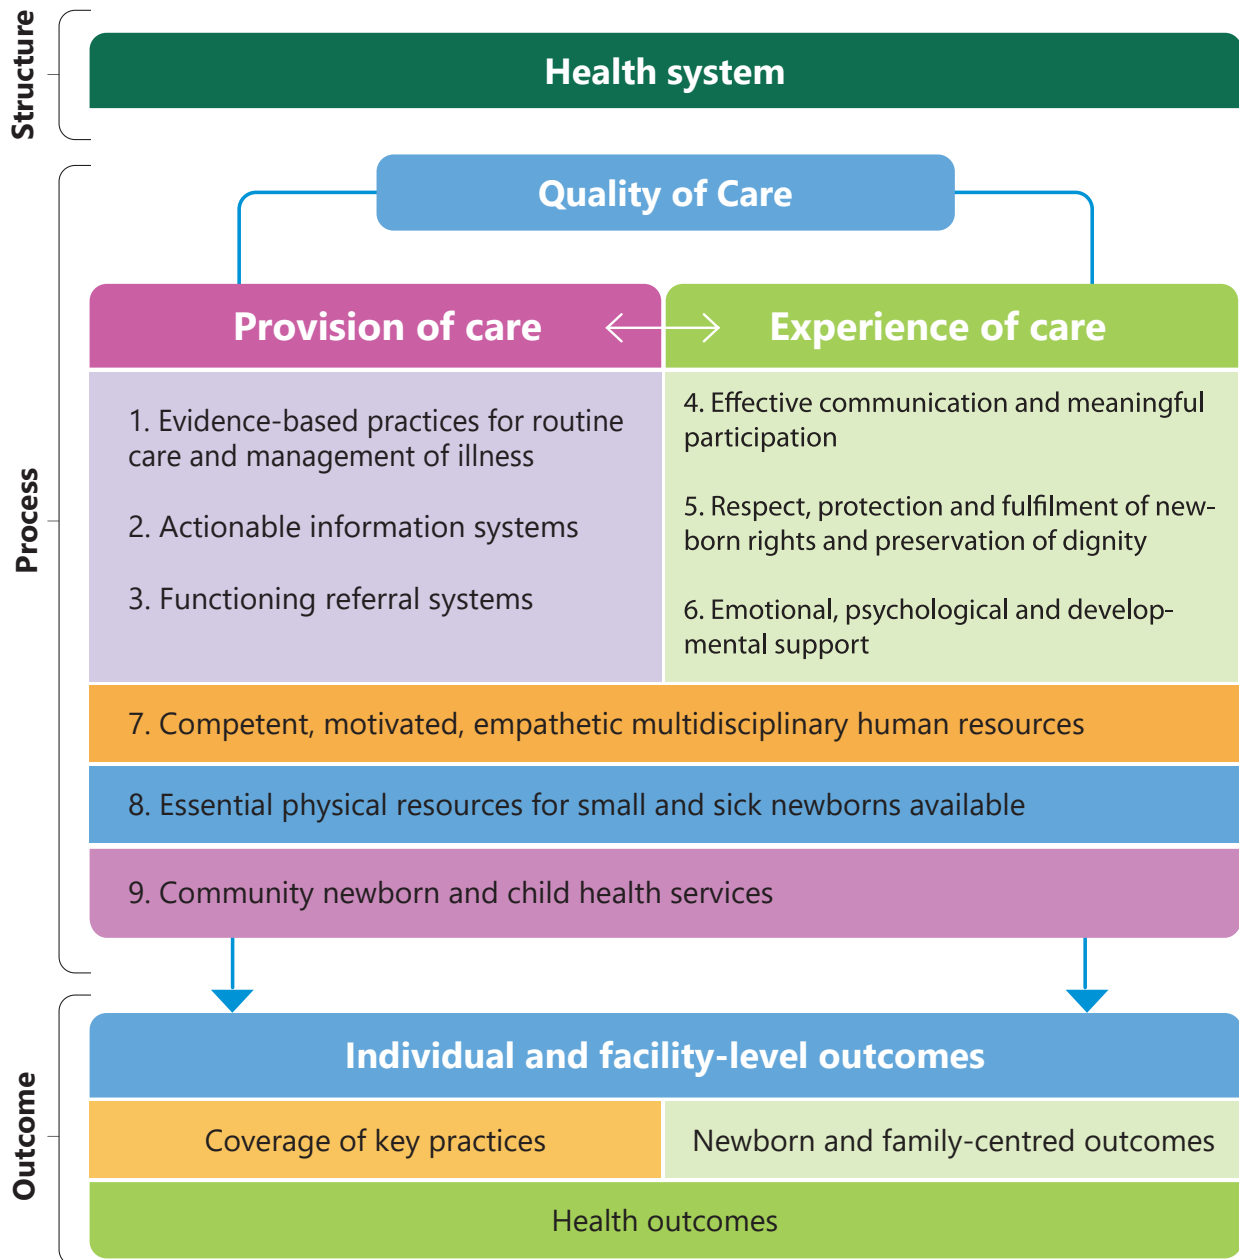 Structure
Health system
Process
Quality of Care
Provision of care
Experience of care
1. Evidence-based practices for routine
care and management of illness
2. Actionable information systems
3. Functioning referral systems
4. Effective communication and meaningful
participation
5. Respect, protection and fulfilment of new-
born rights and preservation of dignity
6. Emotional, psychological and develop-
mental support
7. Competent, motivated, empathetic multidisciplinary human resources
8. Essential physical resources for small and sick newborns available
9. Community newborn and child health services
Outcome
Individual and facility-level outcomes
Coverage of key practices
Newborn and family-centred outcomes
Health outcomes